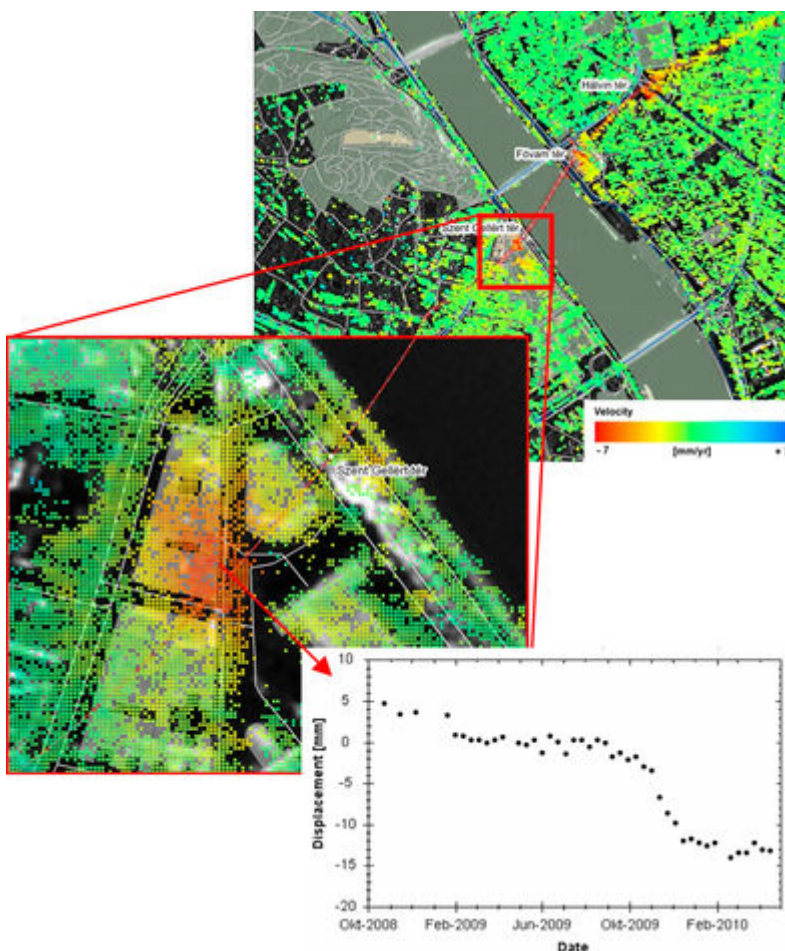 Kálvin tér
Fővám tér
Szent Gellért tér
Velocity
-7 [mm/yr] +
Szent Gellért tér
10
5
0
-5
-10
-15
-20
Displacement [mm]
Okt-2008 Feb-2009 Jun-2009 Okt-2009 Feb-2010
Date